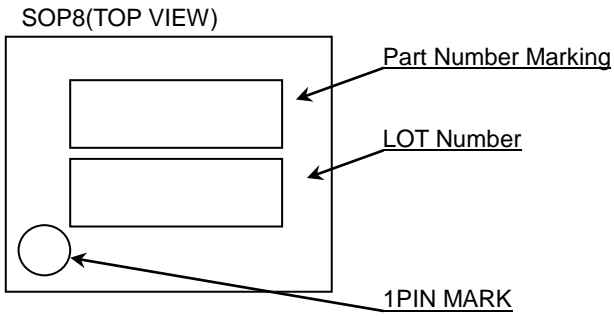 SOP8(TOP VIEW)
Part Number Marking
LOT Number
1PIN MARK